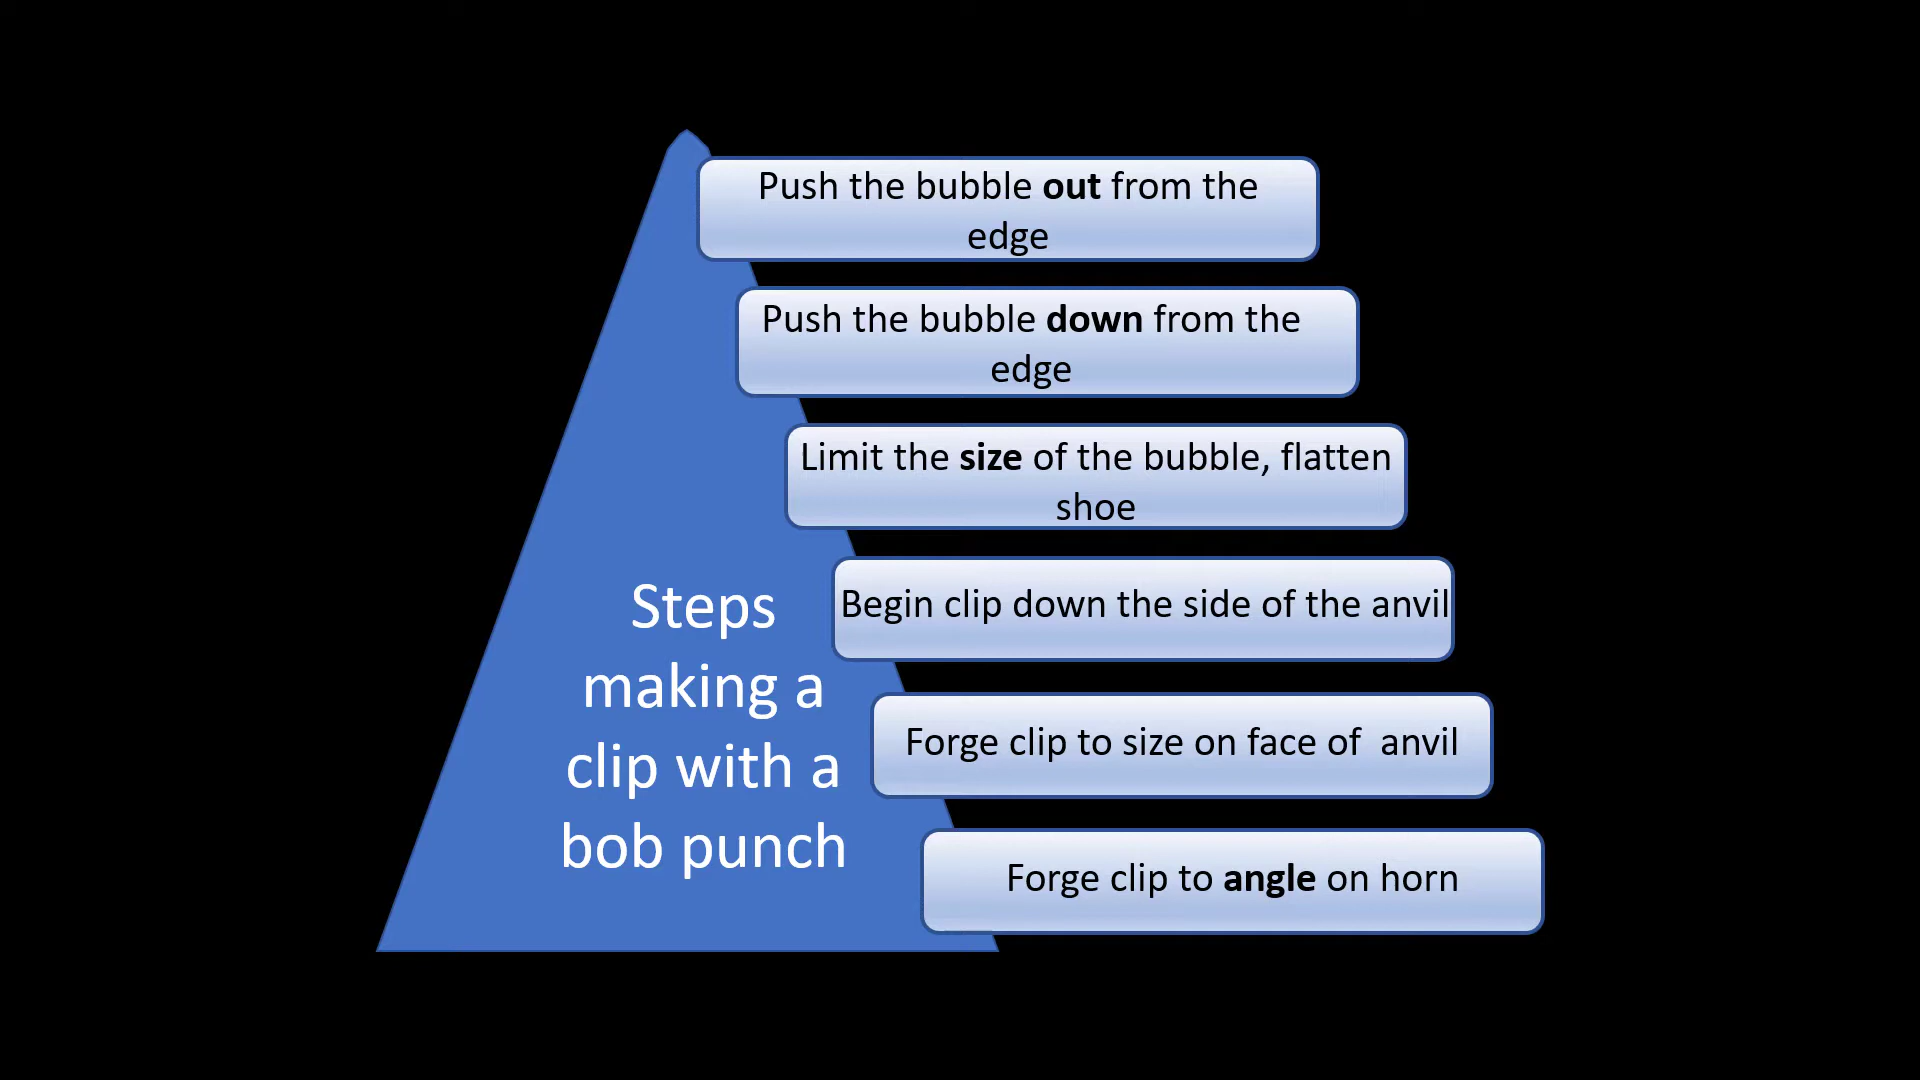 Push the bubble out from the
edge
Push the bubble down from the
edge
Limit the size of the bubble, flatten
shoe
Begin clip down the side of the anvil
Forge clip to size on face of  anvil
Forge clip to angle on horn
Steps
making a
clip with a
bob punch